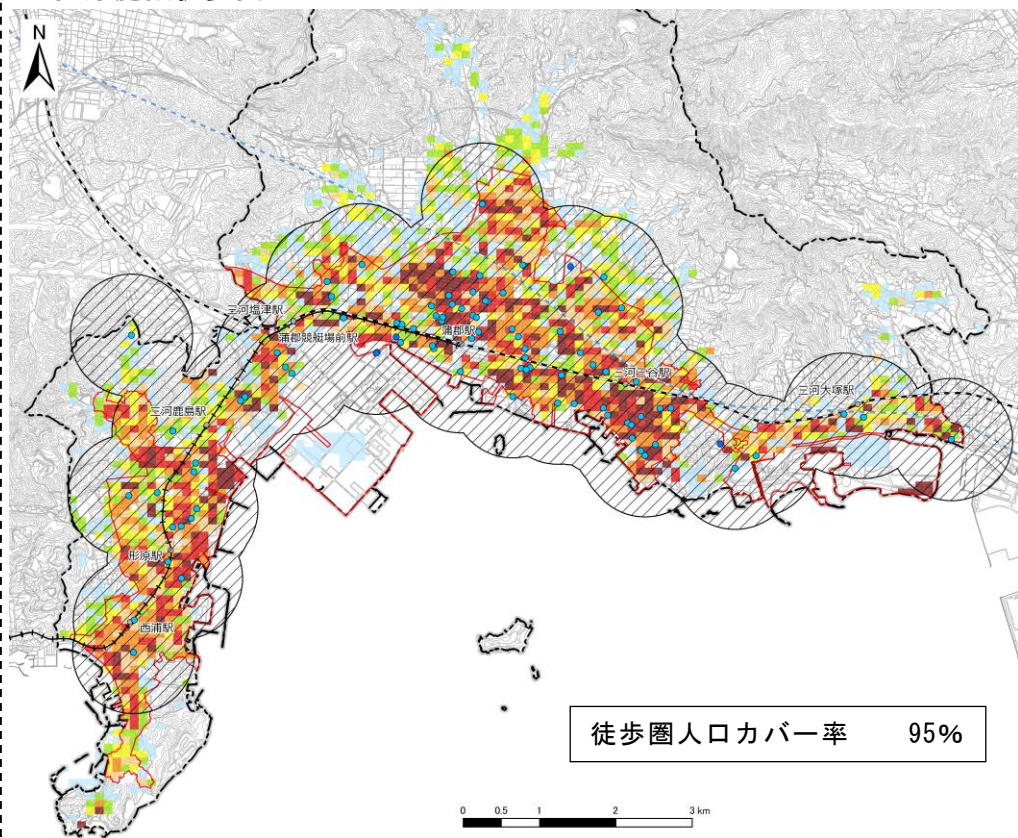 N
三河塩津駅
蒲郡競艇場前駅
蒲郡駅
三河三谷駅
三河大塚駅
三河鹿島駅
形原駅
西浦駅
徒歩圏人口カバー率 95%
0 0.5 1 2 3 km